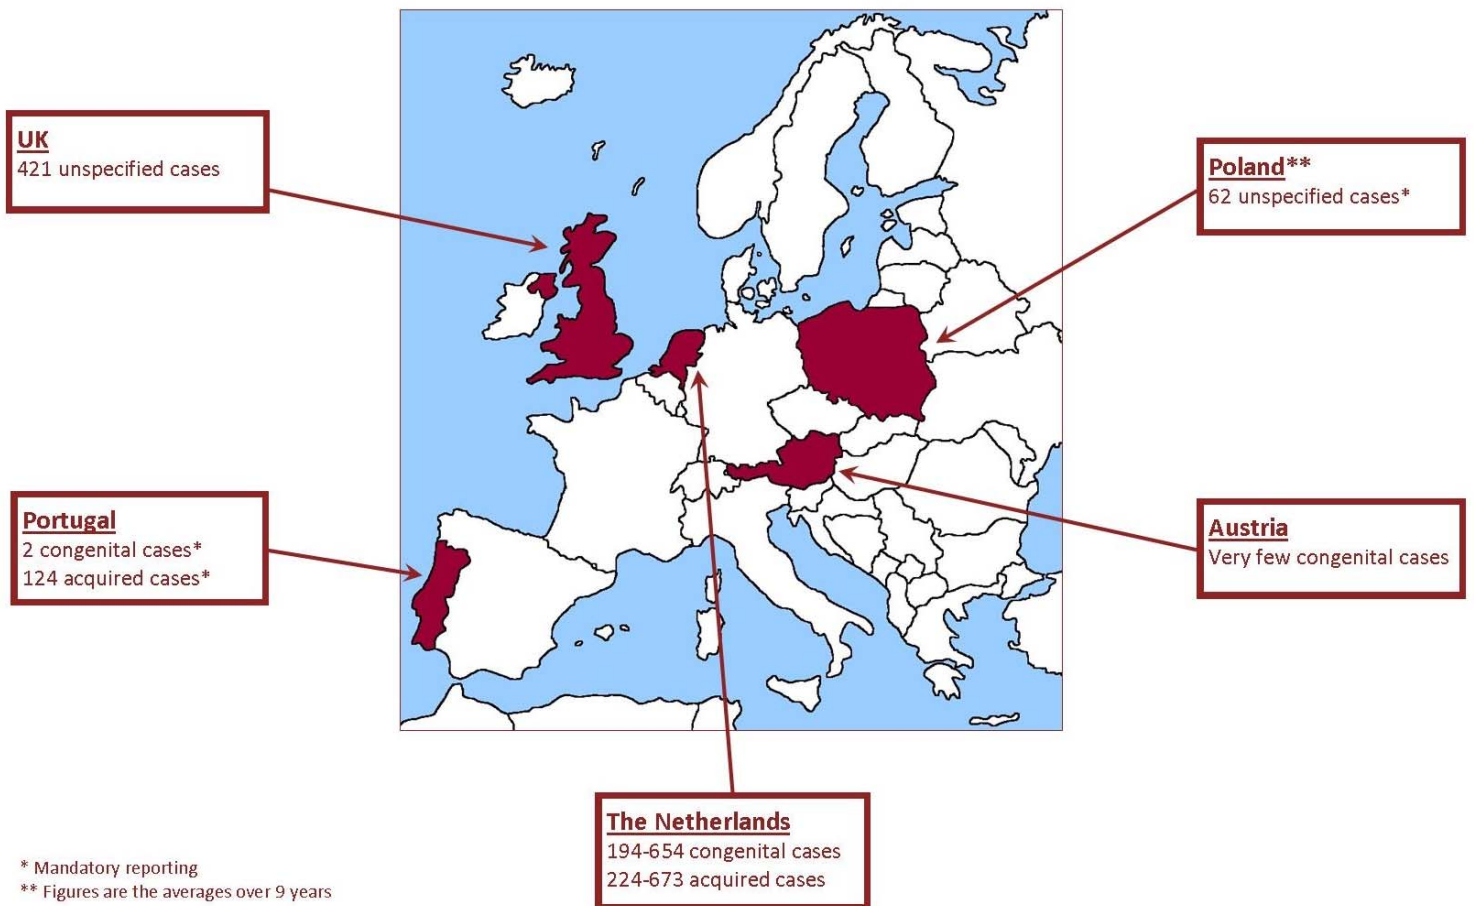 UK
421 unspecified cases
Poland**
62 unspecified cases*
Portugal
2 congenital cases*
124 acquired cases*
Austria
Very few congenital cases
The Netherlands
194-654 congenital cases
224-673 acquired cases
* Mandatory reporting
** Figures are the averages over 9 years